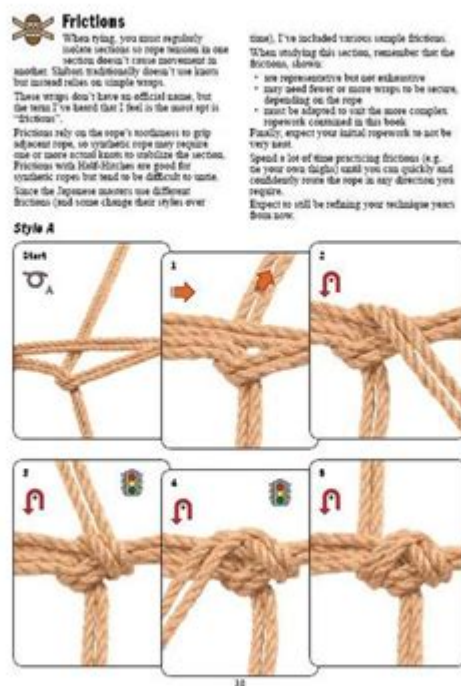 Frictions
When tying, you must regularly
isolate sections so rope tension in one
section doesn't cause movement in
another. Shibari traditionally doesn't use knots
but instead relies on simple wraps.
These wraps don't have an official name, but
the term I've heard that I feel is the most apt is
"frictions".
Frictions rely on the rope's toothiness to grip
adjacent rope, so synthetic rope may require
one or more actual knots to stabilize the section.
Frictions with Half-Hitches are good for
synthetic ropes but tend to be difficult to untie.
Since the Japanese masters use different
frictions (and some change their styles over
time), I've included various sample frictions.
When studying this section, remember that the
frictions, shown:
• are representative but not exhaustive
• may need fewer or more wraps to be secure,
depending on the rope
• must be adapted to suit the more complex
ropework contained in this book
Finally, expect your initial ropework to not be
very neat.
Spend a lot of time practicing frictions (e.g.
tie your own thighs) until you can quickly and
confidently route the rope in any direction you
require.
Expect to still be refining your technique years
from now.
Style A
Start
A
1
2
3
4
5